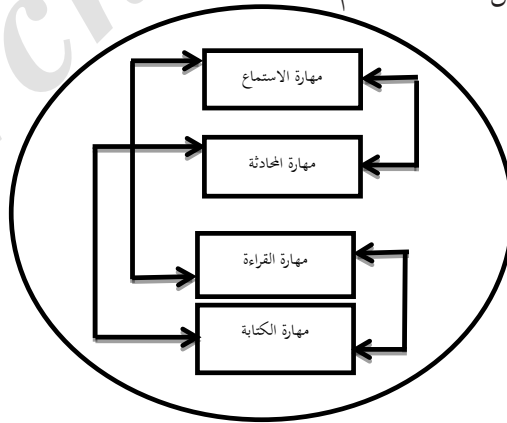 مهارة الاستماع
مهارة المحادثة
مهارة القراءة
مهارة الكتابة